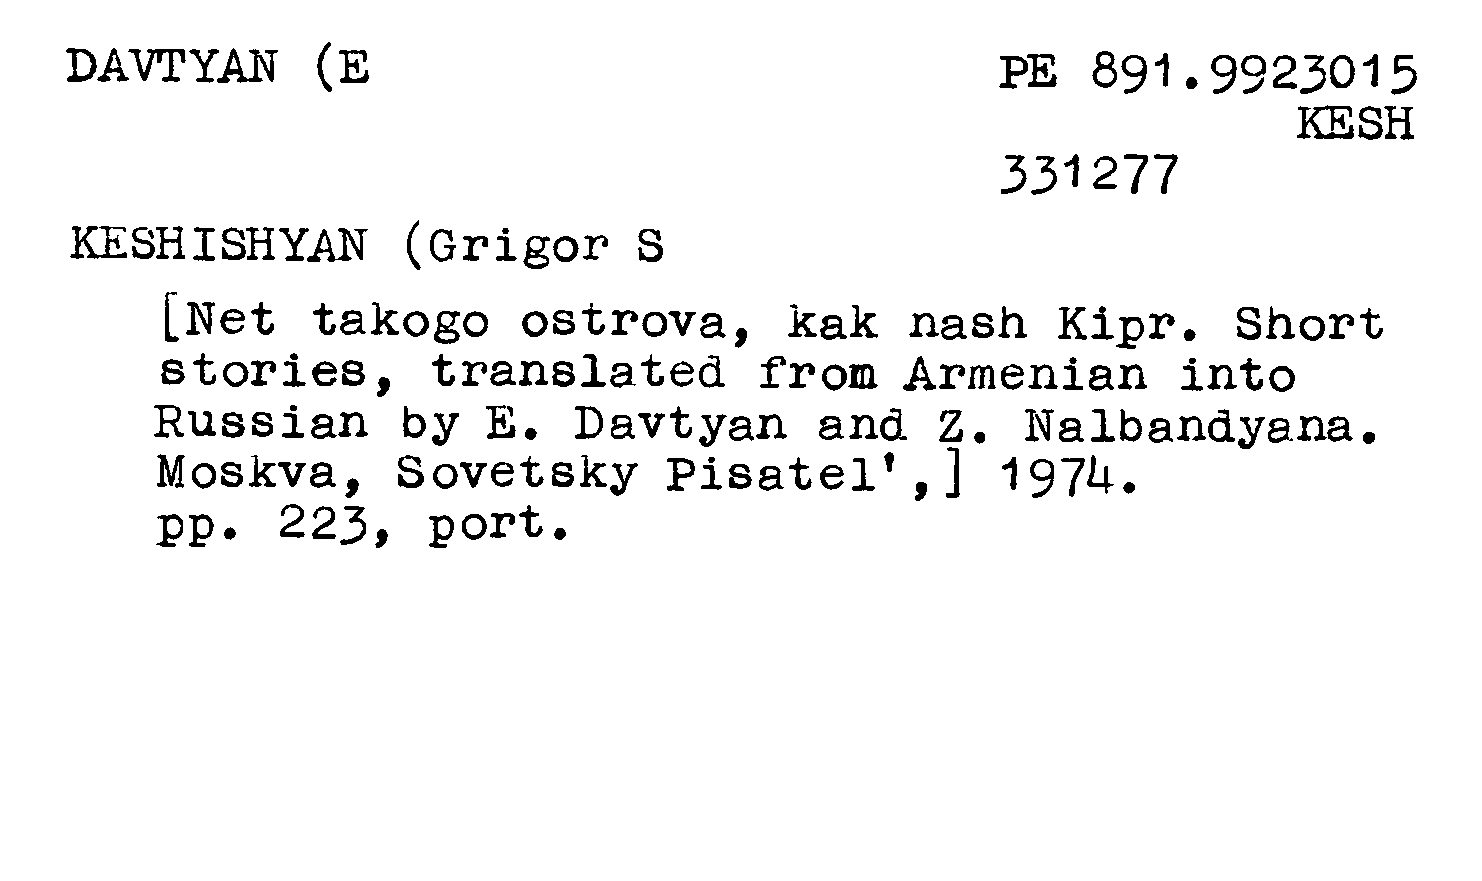 DAVTYAN (E
PE 891.9923015
KESH
331277
KESHISHYAN (Grigor S
[Net takogo ostrova, kak nash Kipr. Short
stories, translated from Armenian into
Russian by E. Davtyan and Z. Nalbandyana.
Moskva, Sovetsky Pisatel',] 1974.
pp. 223, port.